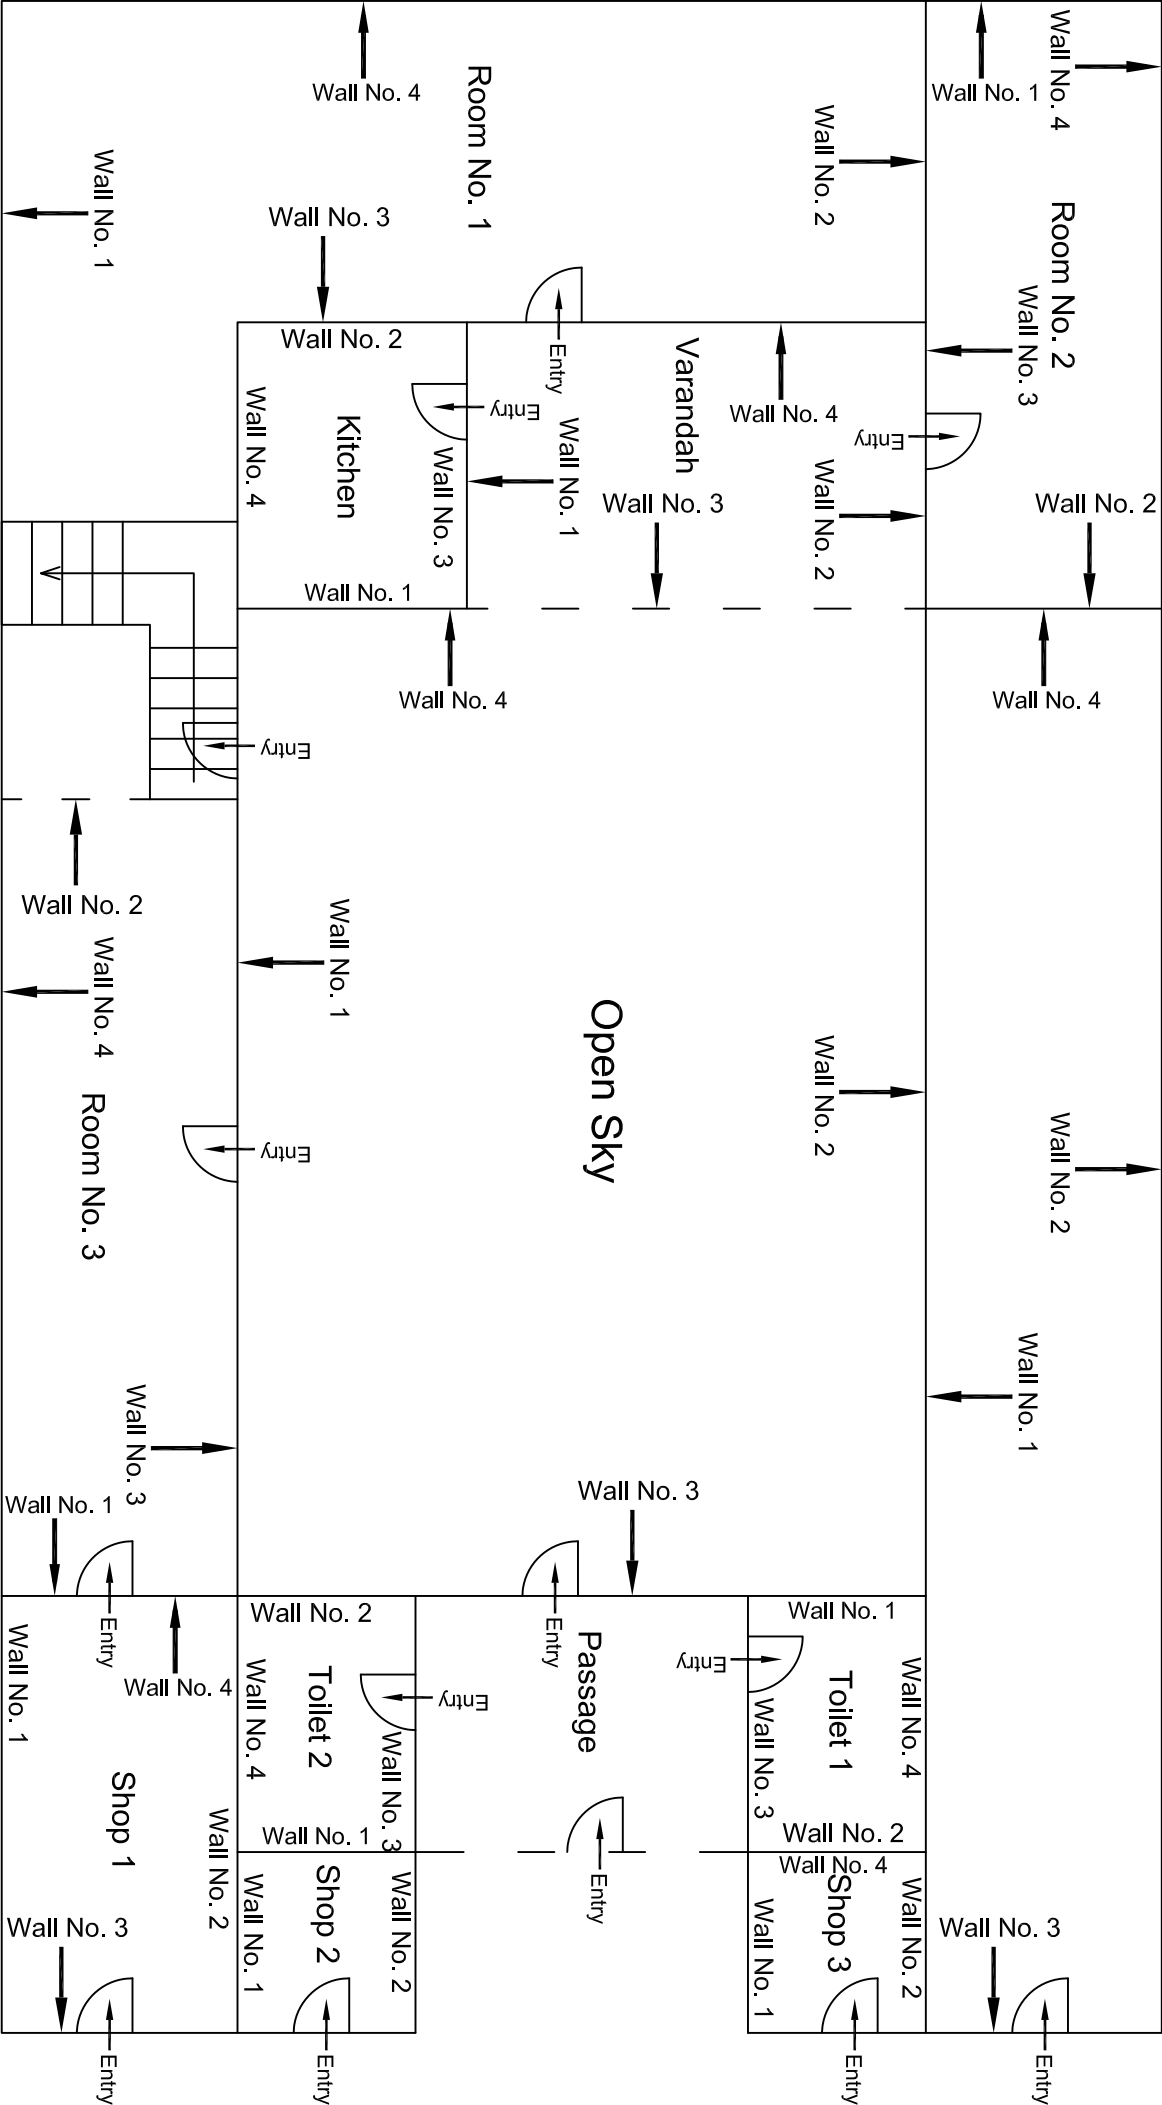 Wall No. 4
Wall No. 1
Room No. 1
Wall No. 4
Wall No. 2
Wall No. 1
Room No. 2
Wall No. 3
Wall No. 3
Wall No. 2
Entry
Varandah
Wall No. 4
Kitchen
Wall No. 4
Entry
Wall No. 1
Wall No. 3
Entry
Wall No. 2
Wall No. 3
Wall No. 2
Wall No. 1
Wall No. 4
Wall No. 4
Entry
Wall No. 2
Wall No. 1
Wall No. 4
Open Sky
Wall No. 2
Room No. 3
Wall No. 2
Entry
Wall No. 1
Wall No. 3
Wall No. 3
Wall No. 1
Wall No. 2
Wall No. 1
Entry
Entry
Passage
Wall No. 1
Wall No. 4
Wall No. 4
Toilet 2
Entry
Entry
Toilet 1
Wall No. 4
Wall No. 3
Wall No. 3
Shop 1
Wall No. 2
Wall No. 1
Wall No. 2
Wall No. 4
Entry
Wall No. 3
Wall No. 1
Shop 2
Wall No. 2
Wall No. 1
Shop 3
Wall No. 2
Wall No. 3
Entry
Entry
Entry
Entry